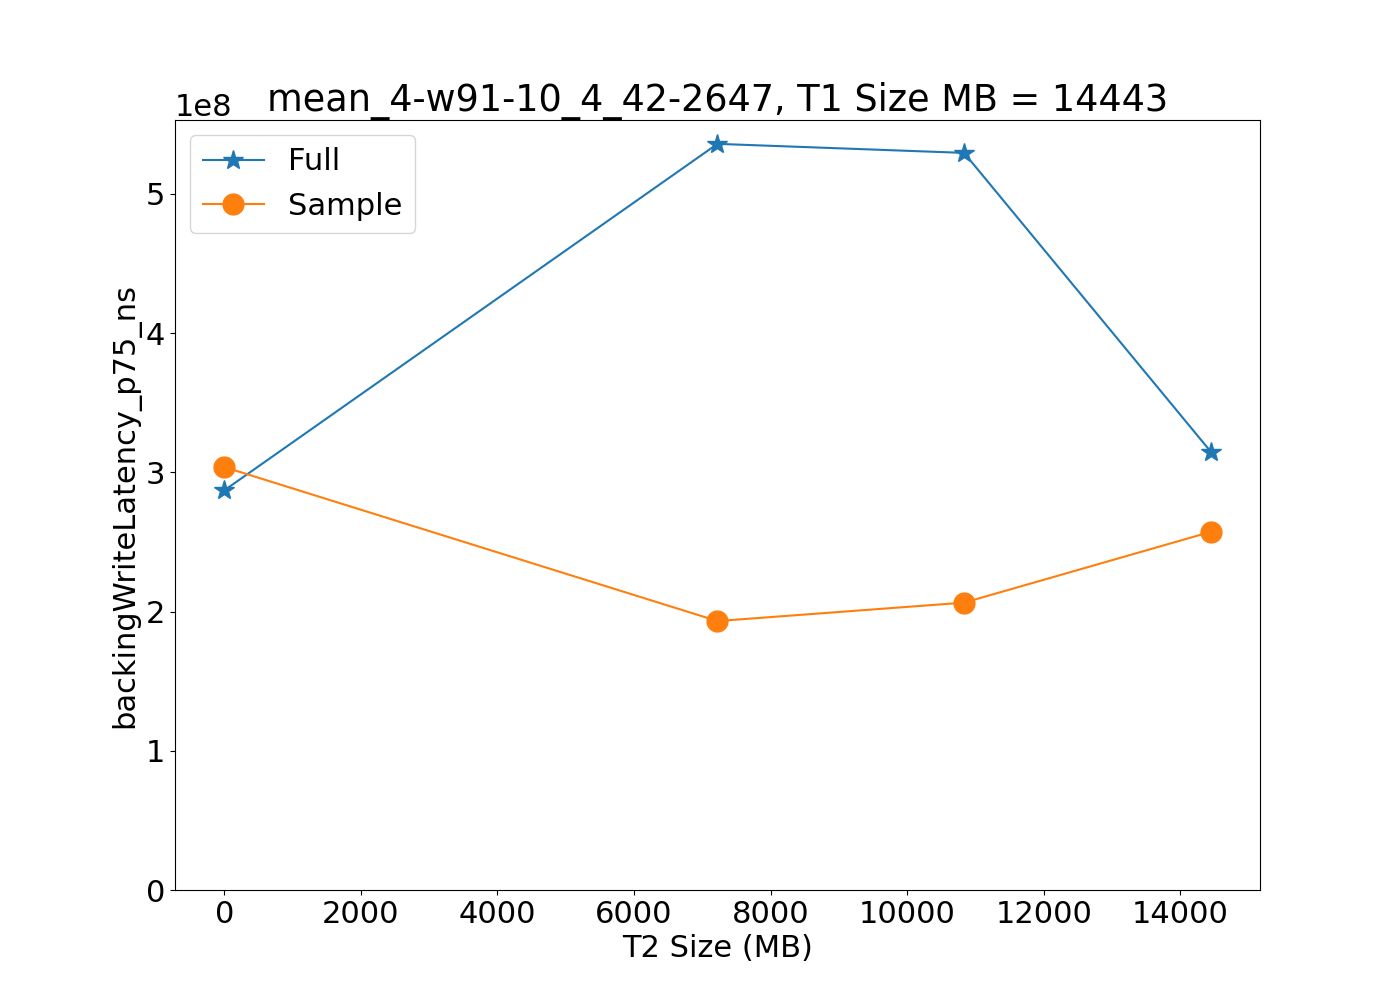 1e8
mean_4-w91-10_4_42-2647, T1 Size MB = 14443
Full
Sample
backingWriteLatency_p75_ns
5
4
3
2
1
0
0 2000 4000 6000 8000 10000 12000 14000
T2 Size (MB)